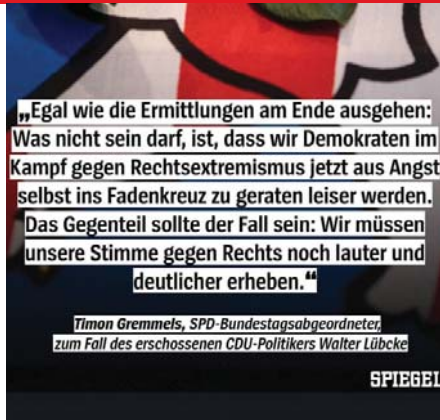 „Egal wie die Ermittlungen am Ende ausgehen:
Was nicht sein darf, ist, dass wir Demokraten im
Kampf gegen Rechtsextremismus jetzt aus Angst
selbst ins Fadenkreuz zu geraten leiser werden.
Das Gegenteil sollte der Fall sein: Wir müssen
unsere Stimme gegen Rechts noch lauter und
deutlicher erheben.“
Timon Gremmels, SPD-Bundestagsabgeordneter,
zum Fall des erschossenen CDU-Politikers Walter Lübcke
SPIEGEL